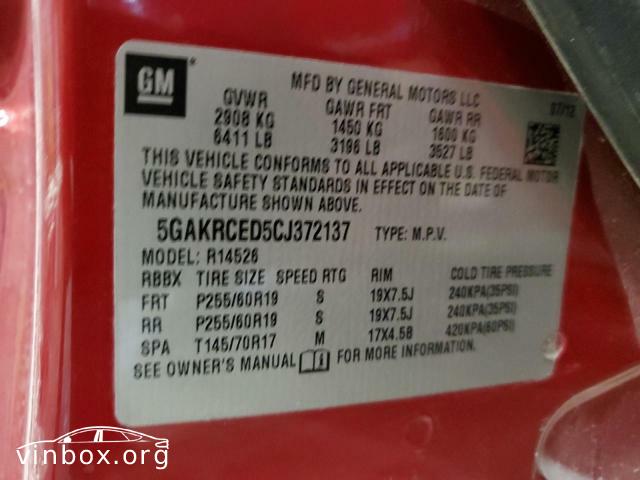 GM
MFD BY GENERAL MOTORS LLC
07/12
GVWR GAWR FRT GAWR RR
2908 KG 1450 KG 1600 KG
6411 LB 3196 LB 3527 LB
THIS VEHICLE CONFORMS TO ALL APPLICABLE U.S. FEDERAL MOTOR
VEHICLE SAFETY STANDARDS IN EFFECT ON THE DATE OF
MANUFACTURE SHOWN ABOVE.
5GAKRCED5CJ372137 TYPE: M.P.V.
MODEL: R14526
RBBX TIRE SIZE SPEED RTG RIM COLD TIRE PRESSURE
FRT P255/60R19 S 19X7.5J 240KPA(35PSI)
RR P255/60R19 S 19X7.5J 240KPA(35PSI)
SPA T145/70R17 M 17X4.5B 420KPA(60PSI)
SEE OWNER'S MANUAL FOR MORE INFORMATION.
vinbox.org